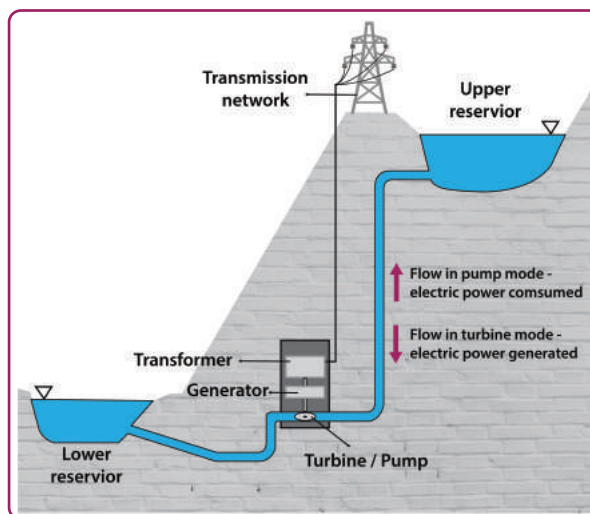 Transmission
network
Upper
reservior
Flow in pump mode -
electric power comsumed
Flow in turbine mode -
electric power generated
Transformer
Generator
Turbine / Pump
Lower
reservior